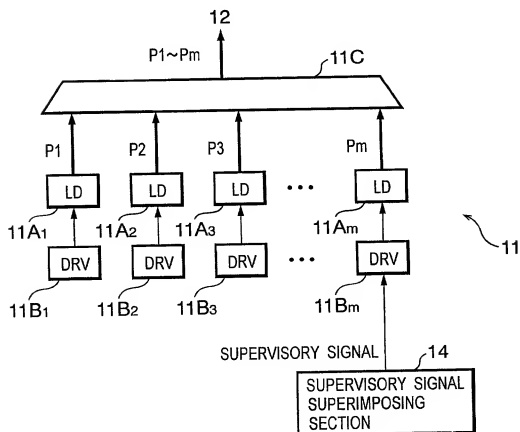 12
P1~Pm
11C
P1 P2 P3 Pm
LD LD LD ••• LD
11A1 11A2 11A3 11Am
11
DRV DRV DRV ••• DRV
11B1 11B2 11B3 11Bm
SUPERVISORY SIGNAL
14
SUPERVISORY SIGNAL
SUPERIMPOSING
SECTION